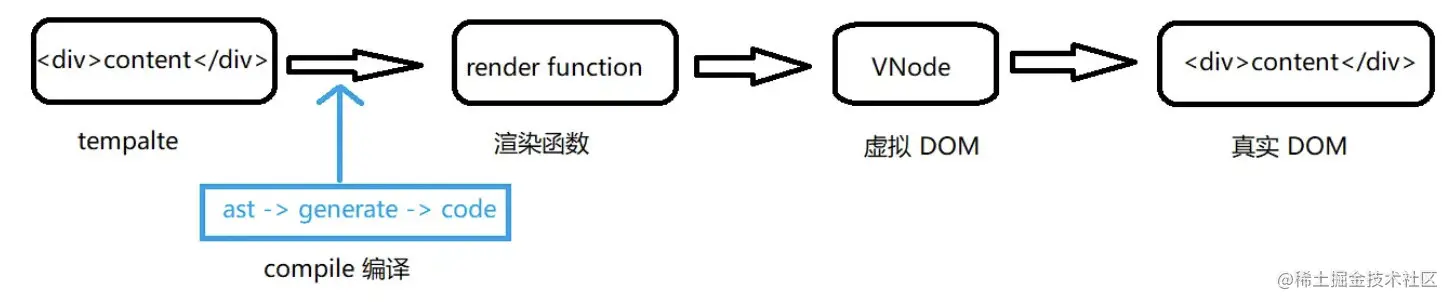 <div>content</div>
render function
VNode
<div>content</div>
tempalte
渲染函数
虚拟 DOM
真实 DOM
ast -> generate -> code
compile 编译
@稀土掘金技术社区